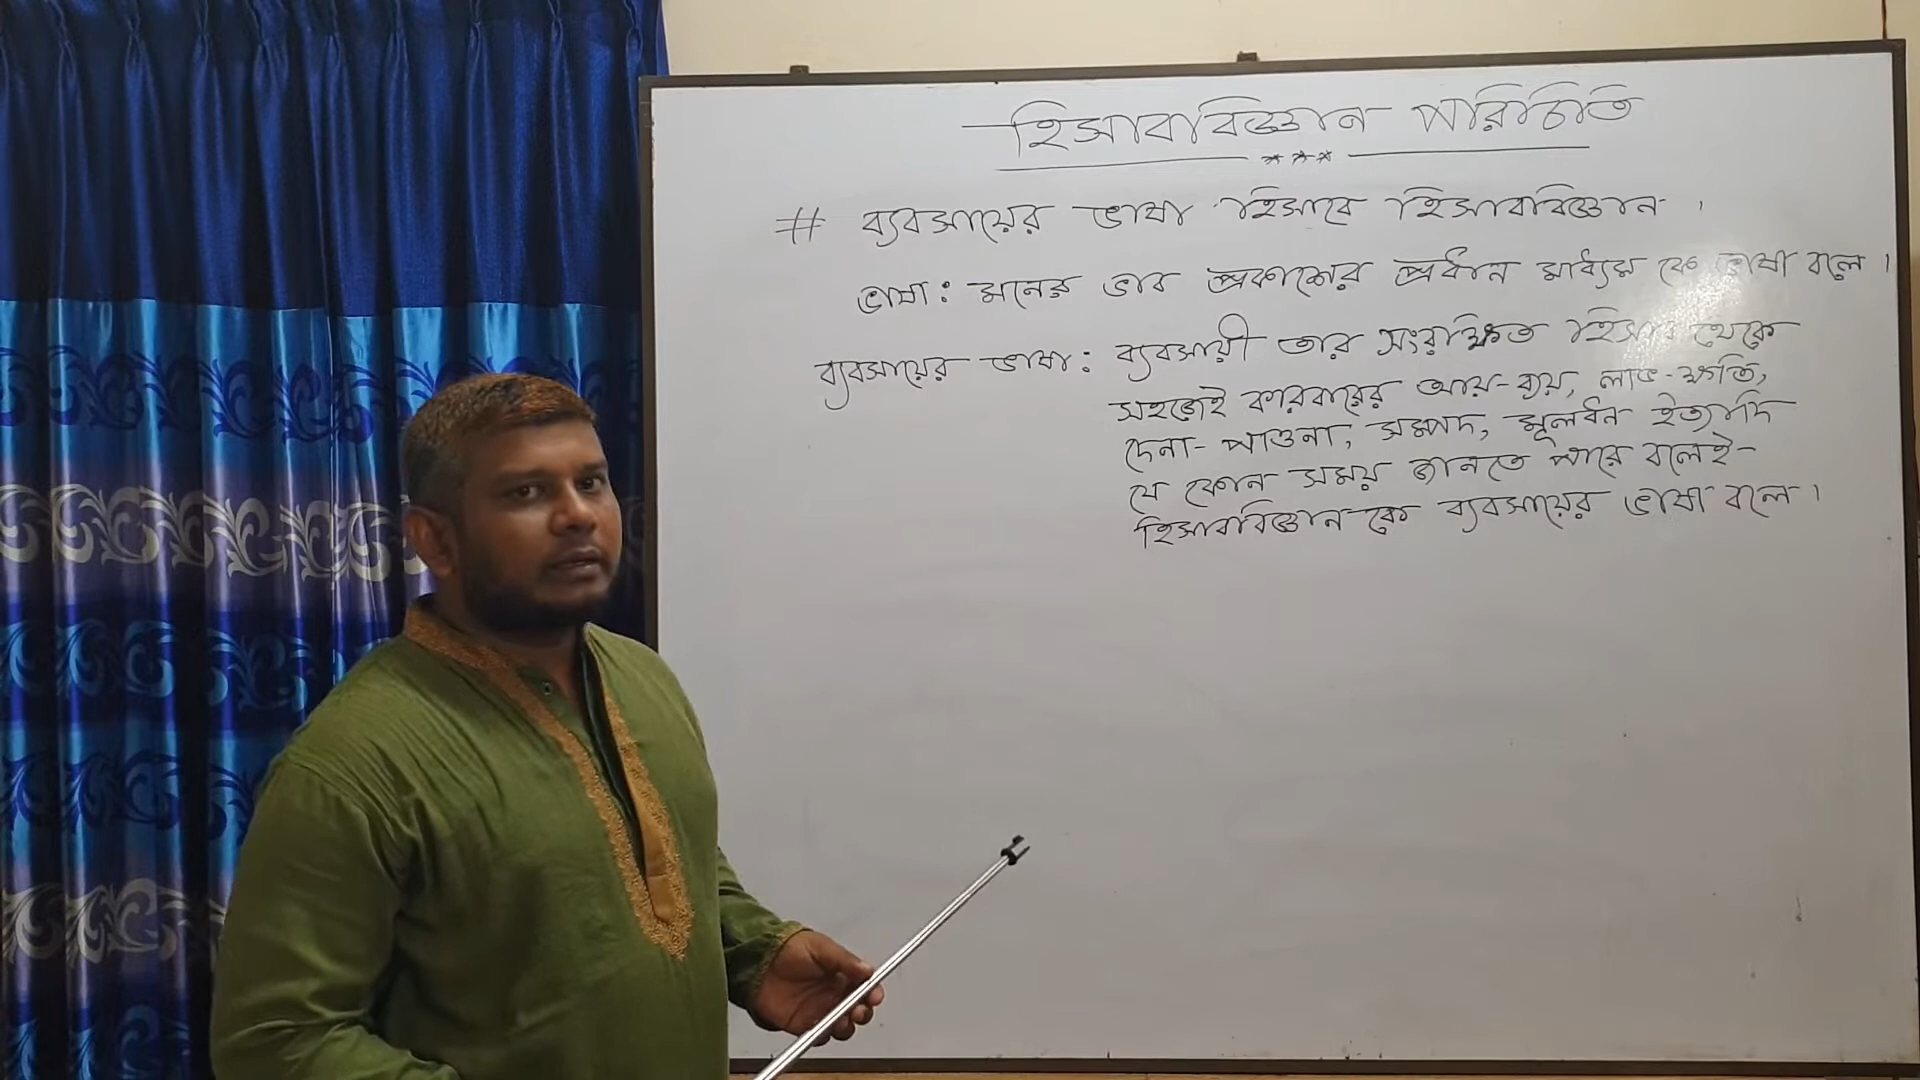 হিসাববিজ্ঞান পরিচিতি
***
# ব্যবসায়ের ভাষা হিসাবে হিসাববিজ্ঞান ।
ভাষা : মনের ভাব প্রকাশের প্রধান মাধ্যম কে ভাষা বলে ।
ব্যবসায়ের ভাষা : ব্যবসায়ী তার সংরক্ষিত হিসাব থেকে
সহজেই কারবারের আয়-ব্যয়, লাভ-ক্ষতি,
দেনা-পাওনা, সম্পদ, মূলধন ইত্যাদি
যে কোন সময় জানতে পারে বলেই-
হিসাববিজ্ঞান কে ব্যবসায়ের ভাষা বলে ।